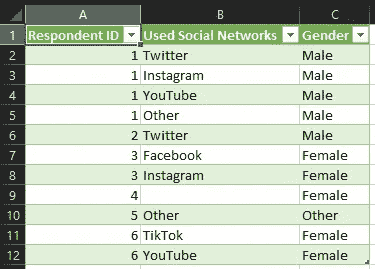 A B C
1 Respondent ID Used Social Networks Gender
2 1 Twitter Male
3 1 Instagram Male
4 1 YouTube Male
5 1 Other Male
6 2 Twitter Male
7 3 Facebook Female
8 3 Instagram Female
9 4 Female
10 5 Other Other
11 6 TikTok Female
12 6 YouTube Female